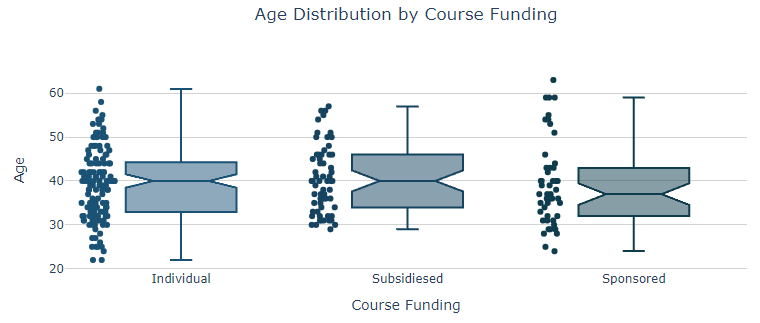 Age Distribution by Course Funding
60
50
40
30
20
Age
Individual
Subsidiesed
Sponsored
Course Funding